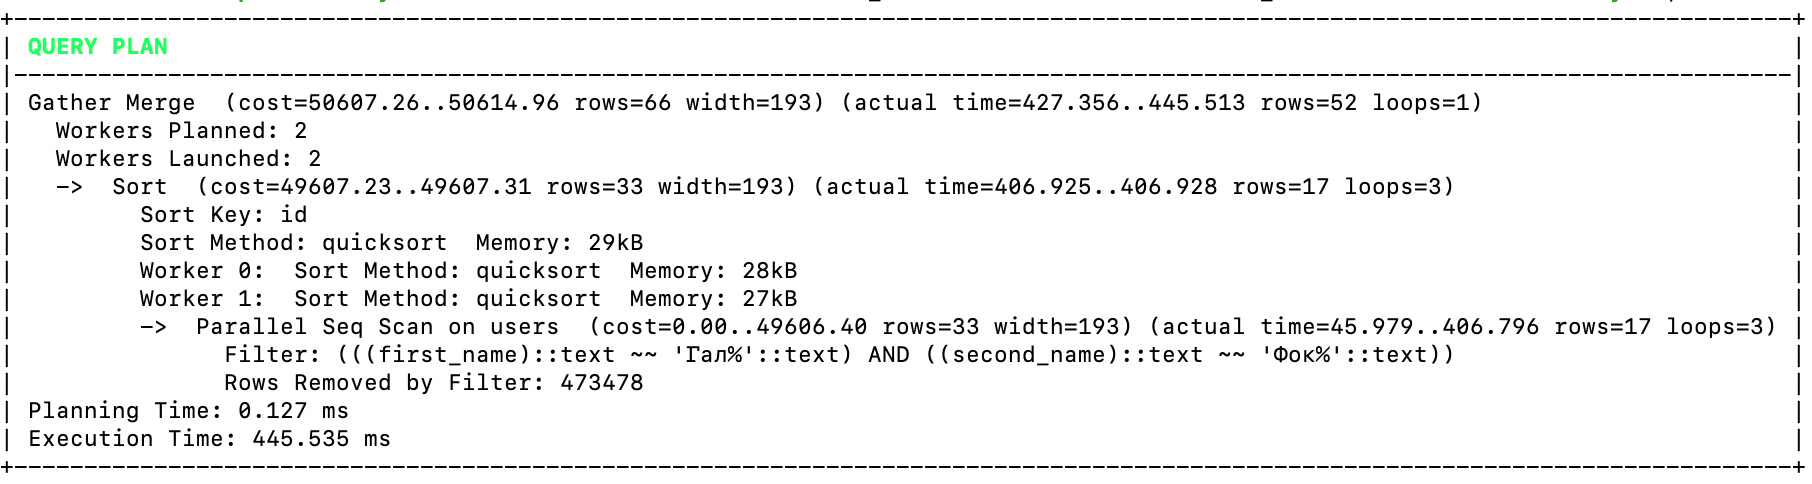 QUERY PLAN
Gather Merge  (cost=50607.26..50614.96 rows=66 width=193) (actual time=427.356..445.513 rows=52 loops=1)
  Workers Planned: 2
  Workers Launched: 2
  ->  Sort  (cost=49607.23..49607.31 rows=33 width=193) (actual time=406.925..406.928 rows=17 loops=3)
        Sort Key: id
        Sort Method: quicksort  Memory: 29kB
        Worker 0:  Sort Method: quicksort  Memory: 28kB
        Worker 1:  Sort Method: quicksort  Memory: 27kB
        ->  Parallel Seq Scan on users  (cost=0.00..49606.40 rows=33 width=193) (actual time=45.979..406.796 rows=17 loops=3)
              Filter: (((first_name)::text ~~ 'Гал%'::text) AND ((second_name)::text ~~ 'Фок%'::text))
              Rows Removed by Filter: 473478
Planning Time: 0.127 ms
Execution Time: 445.535 ms